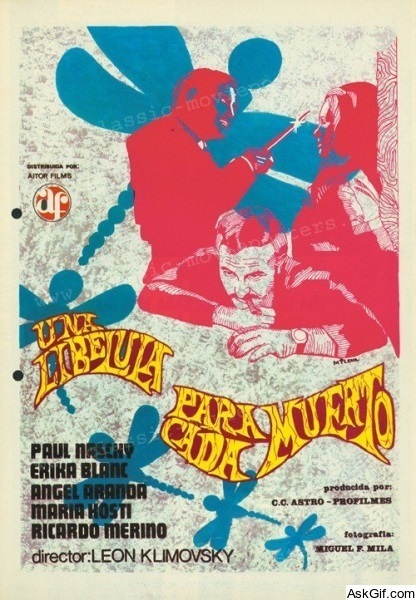 DISTRIBUIDA POR:
AITOR FILMS
UNA
LIBELULA
PARA
CADA
MUERTO
PAUL NASCHY
ERIKA BLANC
ANGEL ARANDA
MARIA KOSTI
RICARDO MERINO
director: LEON KLIMOVSKY
producida por:
C.C. ASTRO - PROFILMES
fotografia:
MIGUEL F. MILA
AskGif.com